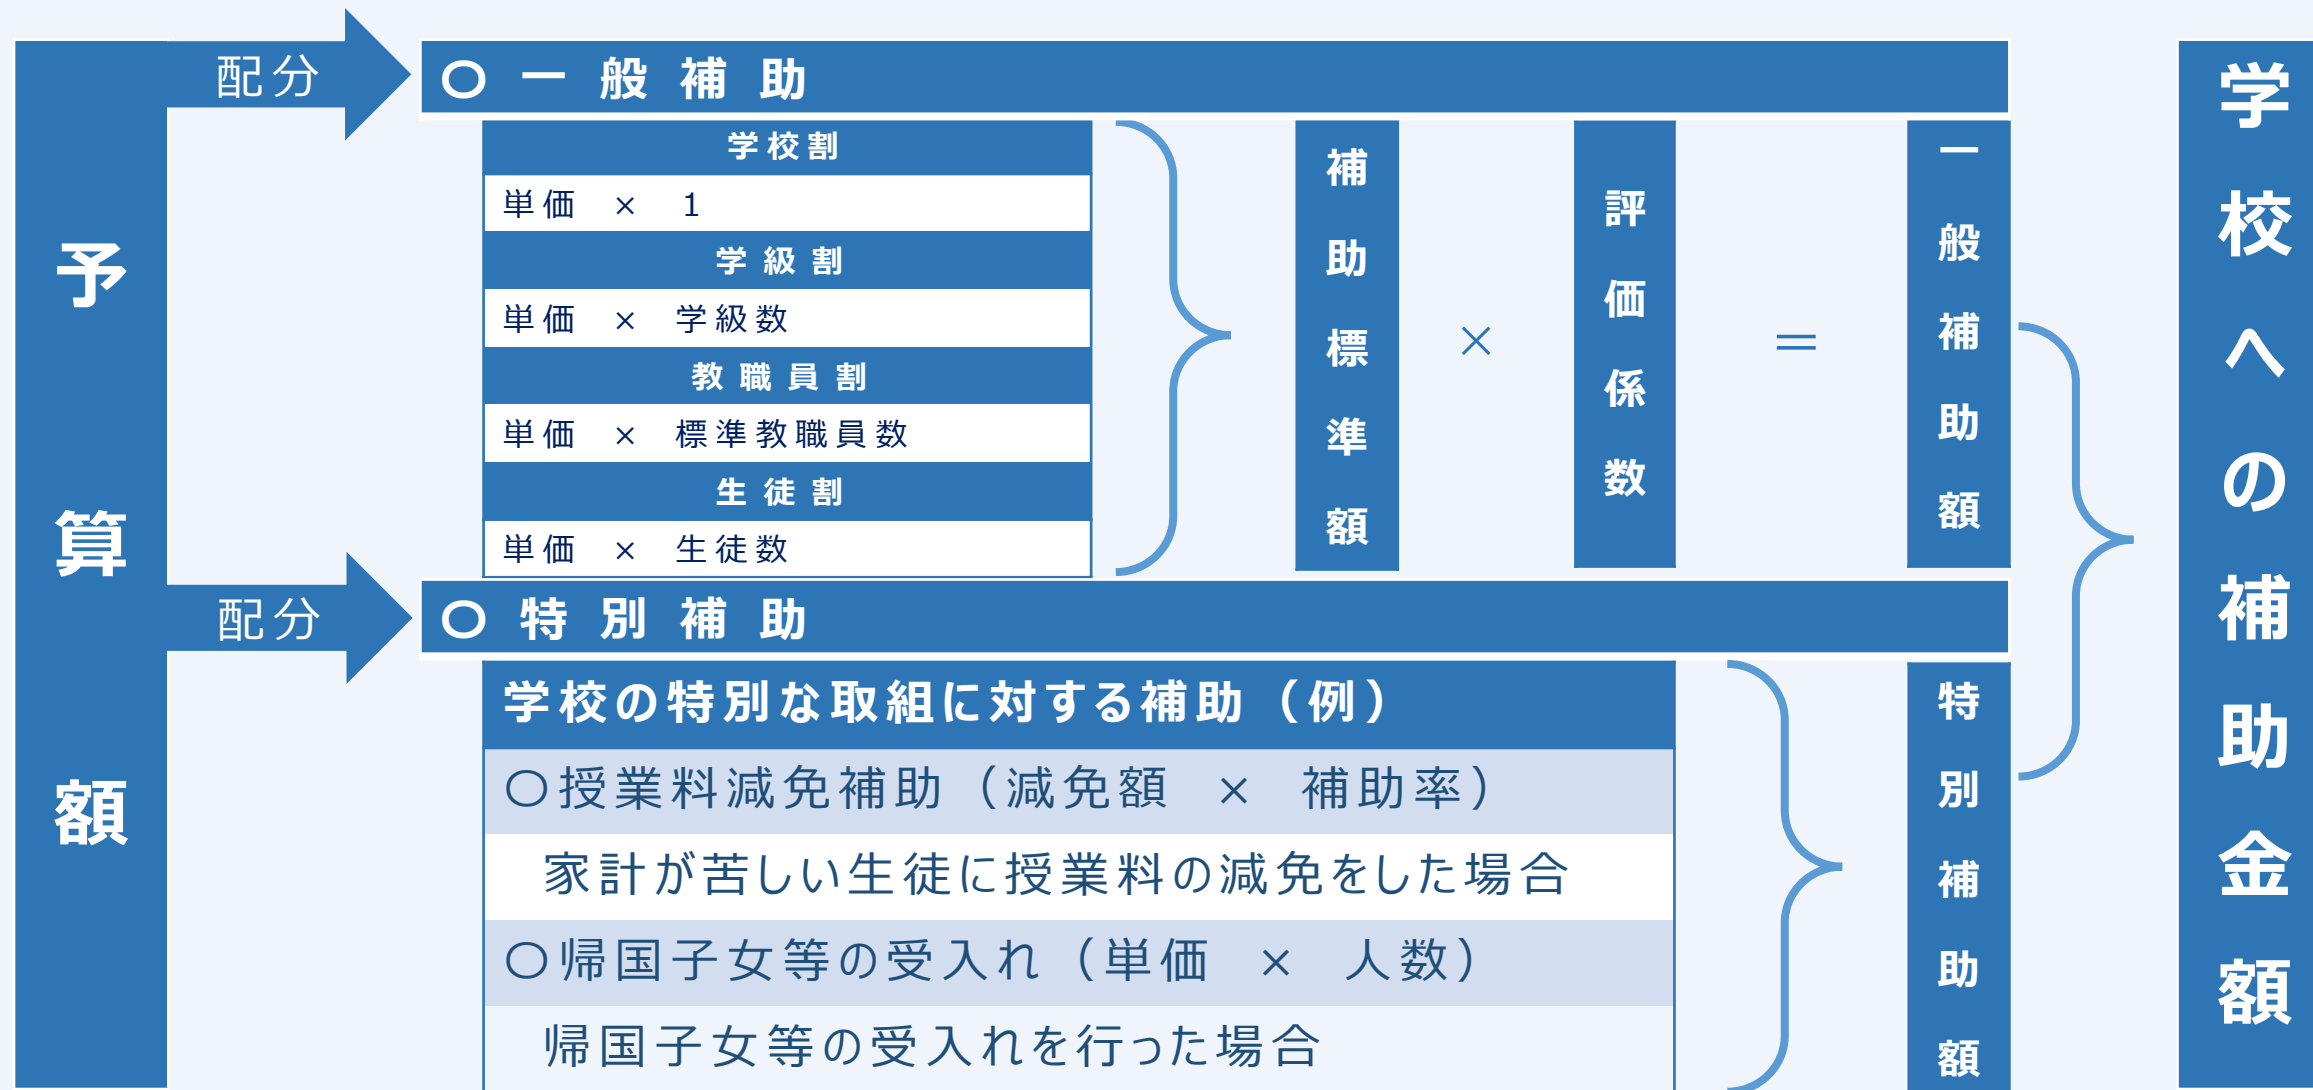 予算額
配分
〇 一般補助
学校割
単価 × 1
学級割
単価 × 学級数
教職員割
単価 × 標準教職員数
生徒割
単価 × 生徒数
補助標準額
×
評価係数
＝
一般補助額
配分
〇 特別補助
学校の特別な取組に対する補助（例）
〇授業料減免補助（減免額 × 補助率）
家計が苦しい生徒に授業料の減免をした場合
〇帰国子女等の受入れ（単価 × 人数）
帰国子女等の受入れを行った場合
特別補助額
学校への補助金額